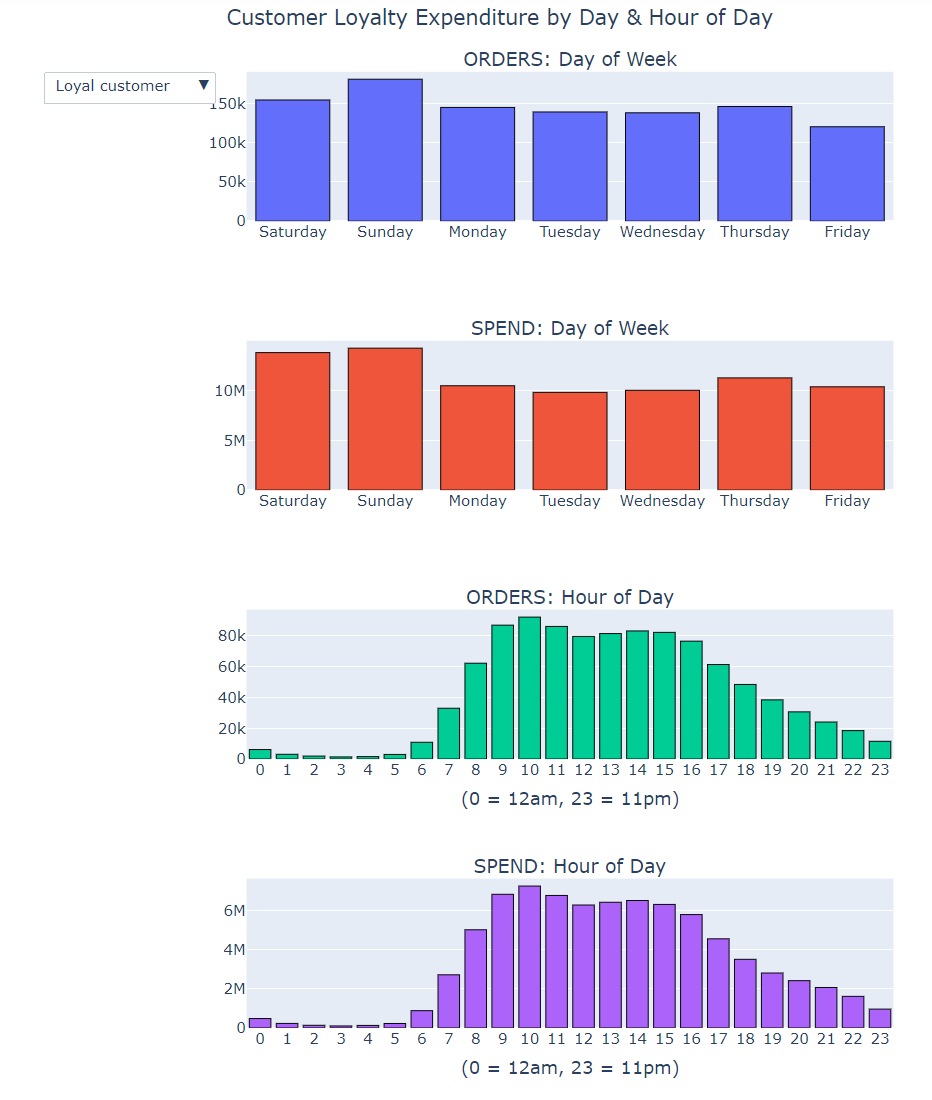 Customer Loyalty Expenditure by Day & Hour of Day
ORDERS: Day of Week
Loyal customer ▼
150k
100k
50k
0
Saturday Sunday Monday Tuesday Wednesday Thursday Friday
SPEND: Day of Week
10M
5M
0
Saturday Sunday Monday Tuesday Wednesday Thursday Friday
ORDERS: Hour of Day
80k
60k
40k
20k
0
0 1 2 3 4 5 6 7 8 9 10 11 12 13 14 15 16 17 18 19 20 21 22 23
(0 = 12am, 23 = 11pm)
SPEND: Hour of Day
6M
4M
2M
0
0 1 2 3 4 5 6 7 8 9 10 11 12 13 14 15 16 17 18 19 20 21 22 23
(0 = 12am, 23 = 11pm)